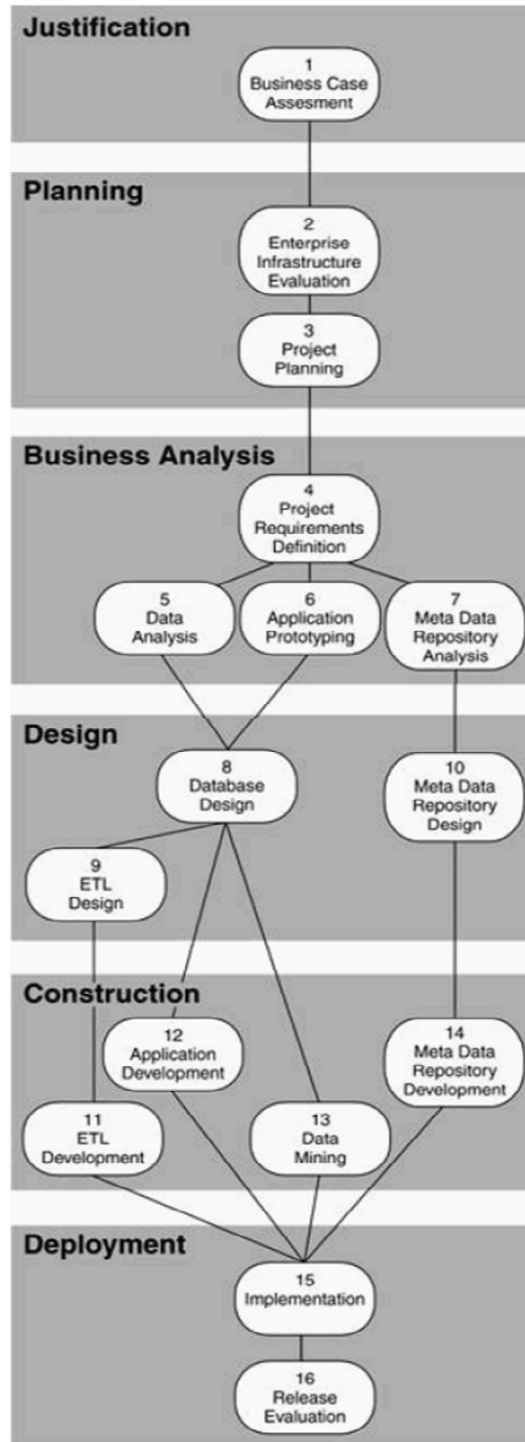 Justification
1
Business Case
Assesment
Planning
2
Enterprise
Infrastructure
Evaluation
3
Project
Planning
Business Analysis
4
Project
Requirements
Definition
5
Data
Analysis
6
Application
Prototyping
7
Meta Data
Repository
Analysis
Design
8
Database
Design
10
Meta Data
Repository
Design
9
ETL
Design
Construction
12
Application
Development
14
Meta Data
Repository
Development
11
ETL
Development
13
Data
Mining
Deployment
15
Implementation
16
Release
Evaluation